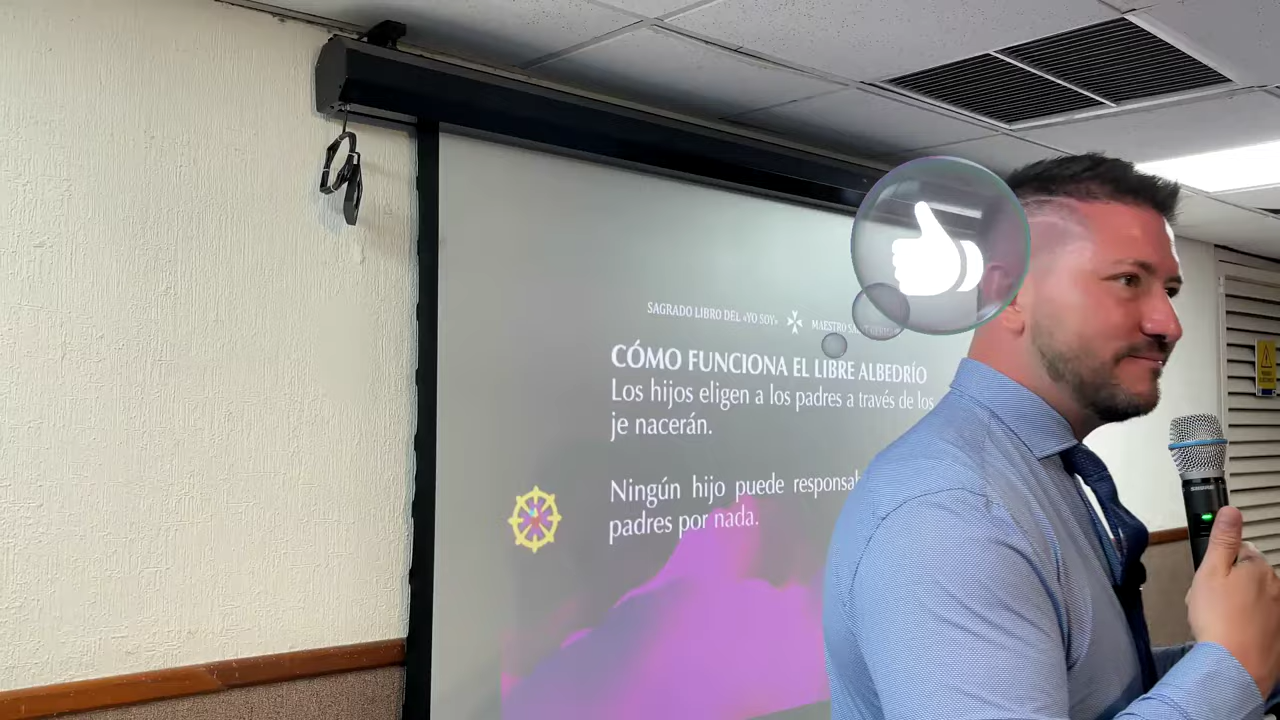 SAGRADO LIBRO DEL «YO SOY» MAESTRO
CÓMO FUNCIONA EL LIBRE ALBEDRÍO
Los hijos eligen a los padres a través de los
je nacerán.
Ningún hijo puede
padres por nada.